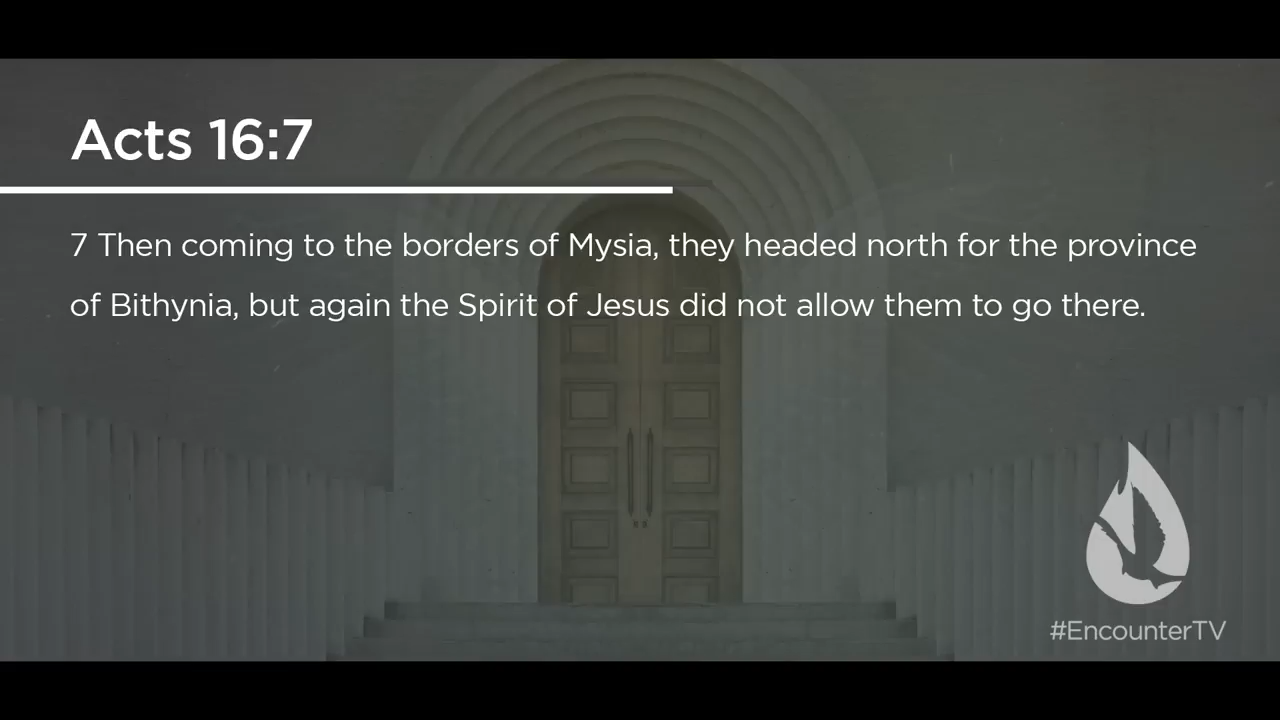 Acts 16:7
7 Then coming to the borders of Mysia, they headed north for the province
of Bithynia, but again the Spirit of Jesus did not allow them to go there.
#EncounterTV